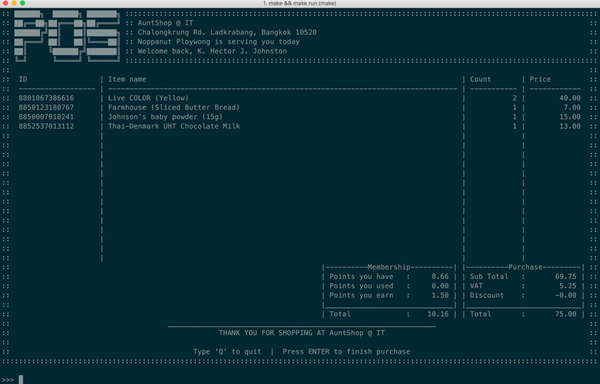 1. make && make run (make)
POS
AuntShop @ IT
Chalongkrung Rd. Ladkrabang, Bangkok 10520
Noppanut Ploywong is serving you today
Welcome back, K. Hector J. Johnston
ID | Item name | Count | Price
8801067386616 | Live COLOR (Yellow) | 2 | 40.00
8850123180767 | Farmhouse (Sliced Butter Bread) | 1 | 7.00
8850007010241 | Johnson's baby powder (15g) | 1 | 15.00
8852537013112 | Thai-Denmark UHT Chocolate Milk | 1 | 13.00
Membership Purchase
Points you have : 8.66 | Sub Total : 69.75
Points you used : 0.00 | VAT : 5.25
Points you earn : 1.50 | Discount : -0.00
Total : 10.16 | Total : 75.00
THANK YOU FOR SHOPPING AT AuntShop @ IT
Type 'Q' to quit | Press ENTER to finish purchase
>>>